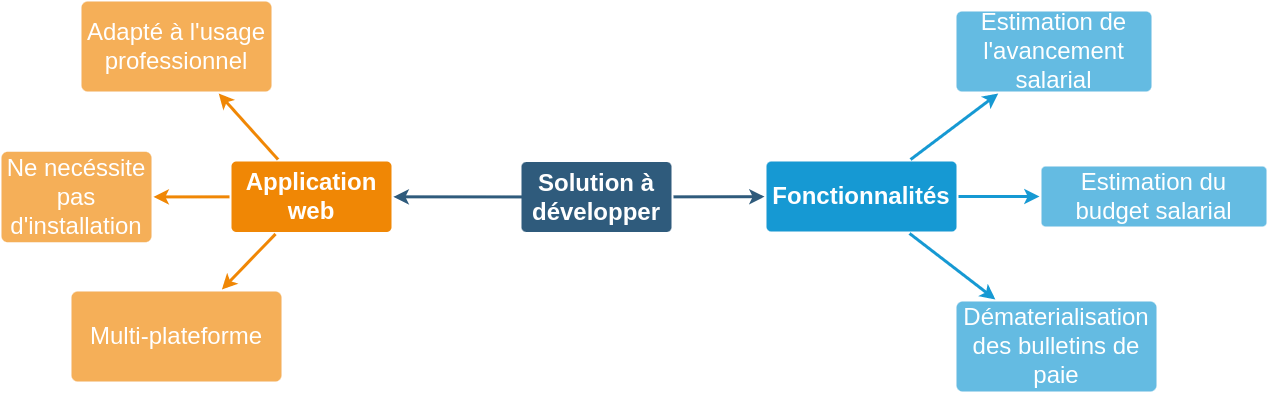 Adapté à l'usage
professionnel
Ne necéssite
pas
d'installation
Multi-plateforme
Application
web
Solution à
développer
Fonctionnalités
Estimation de
l'avancement
salarial
Estimation du
budget salarial
Dématerialisation
des bulletins de
paie